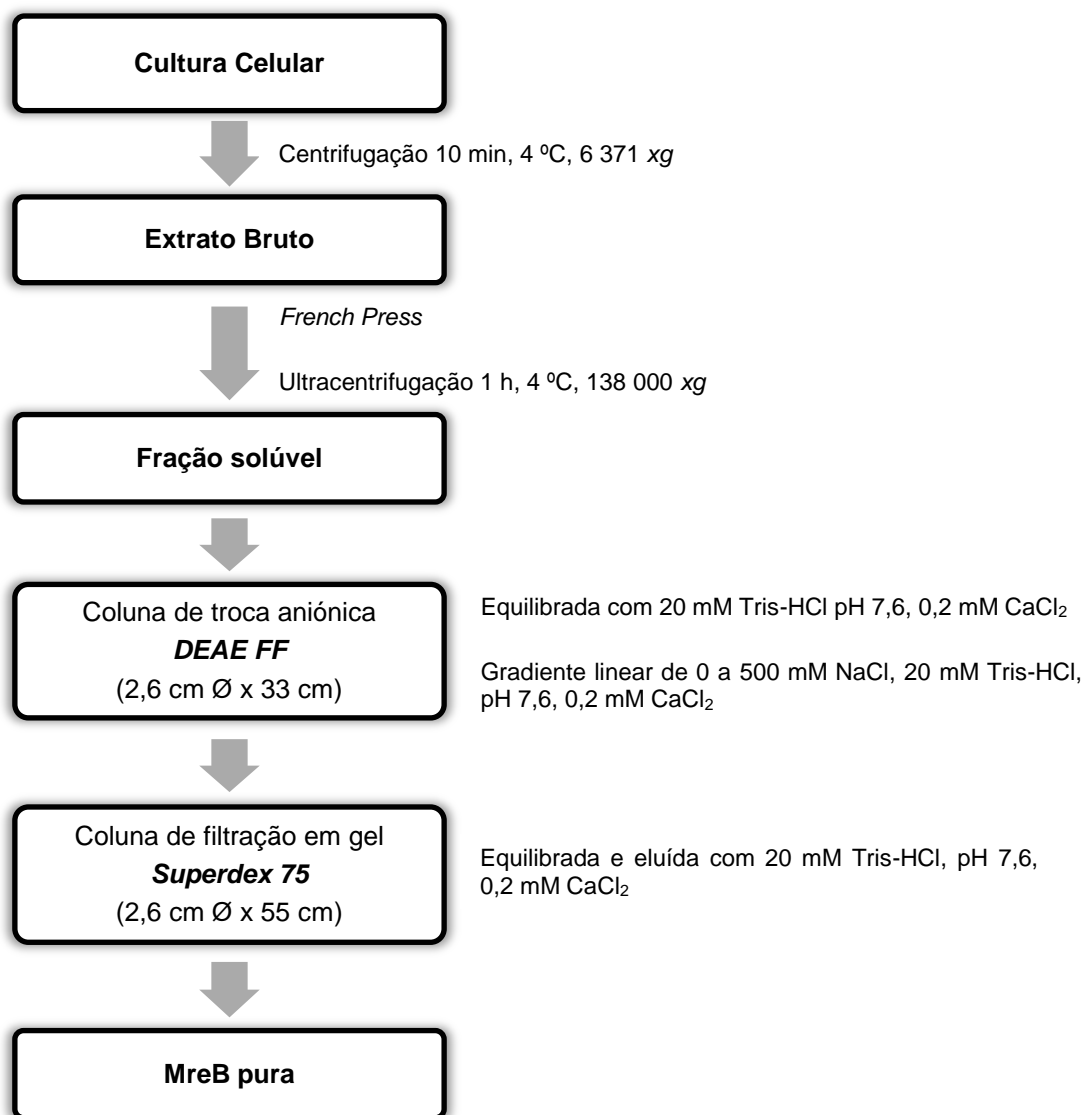 Cultura Celular
Centrifugação 10 min, 4 ºC, 6 371 xg
Extrato Bruto
French Press
Ultracentrifugação 1 h, 4 ºC, 138 000 xg
Fração solúvel
Coluna de troca aniónica
DEAE FF
(2,6 cm Ø x 33 cm)
Equilibrada com 20 mM Tris-HCl pH 7,6, 0,2 mM CaCl₂
Gradiente linear de 0 a 500 mM NaCl, 20 mM Tris-HCl,
pH 7,6, 0,2 mM CaCl₂
Coluna de filtração em gel
Superdex 75
(2,6 cm Ø x 55 cm)
Equilibrada e eluída com 20 mM Tris-HCl, pH 7,6,
0,2 mM CaCl₂
MreB pura